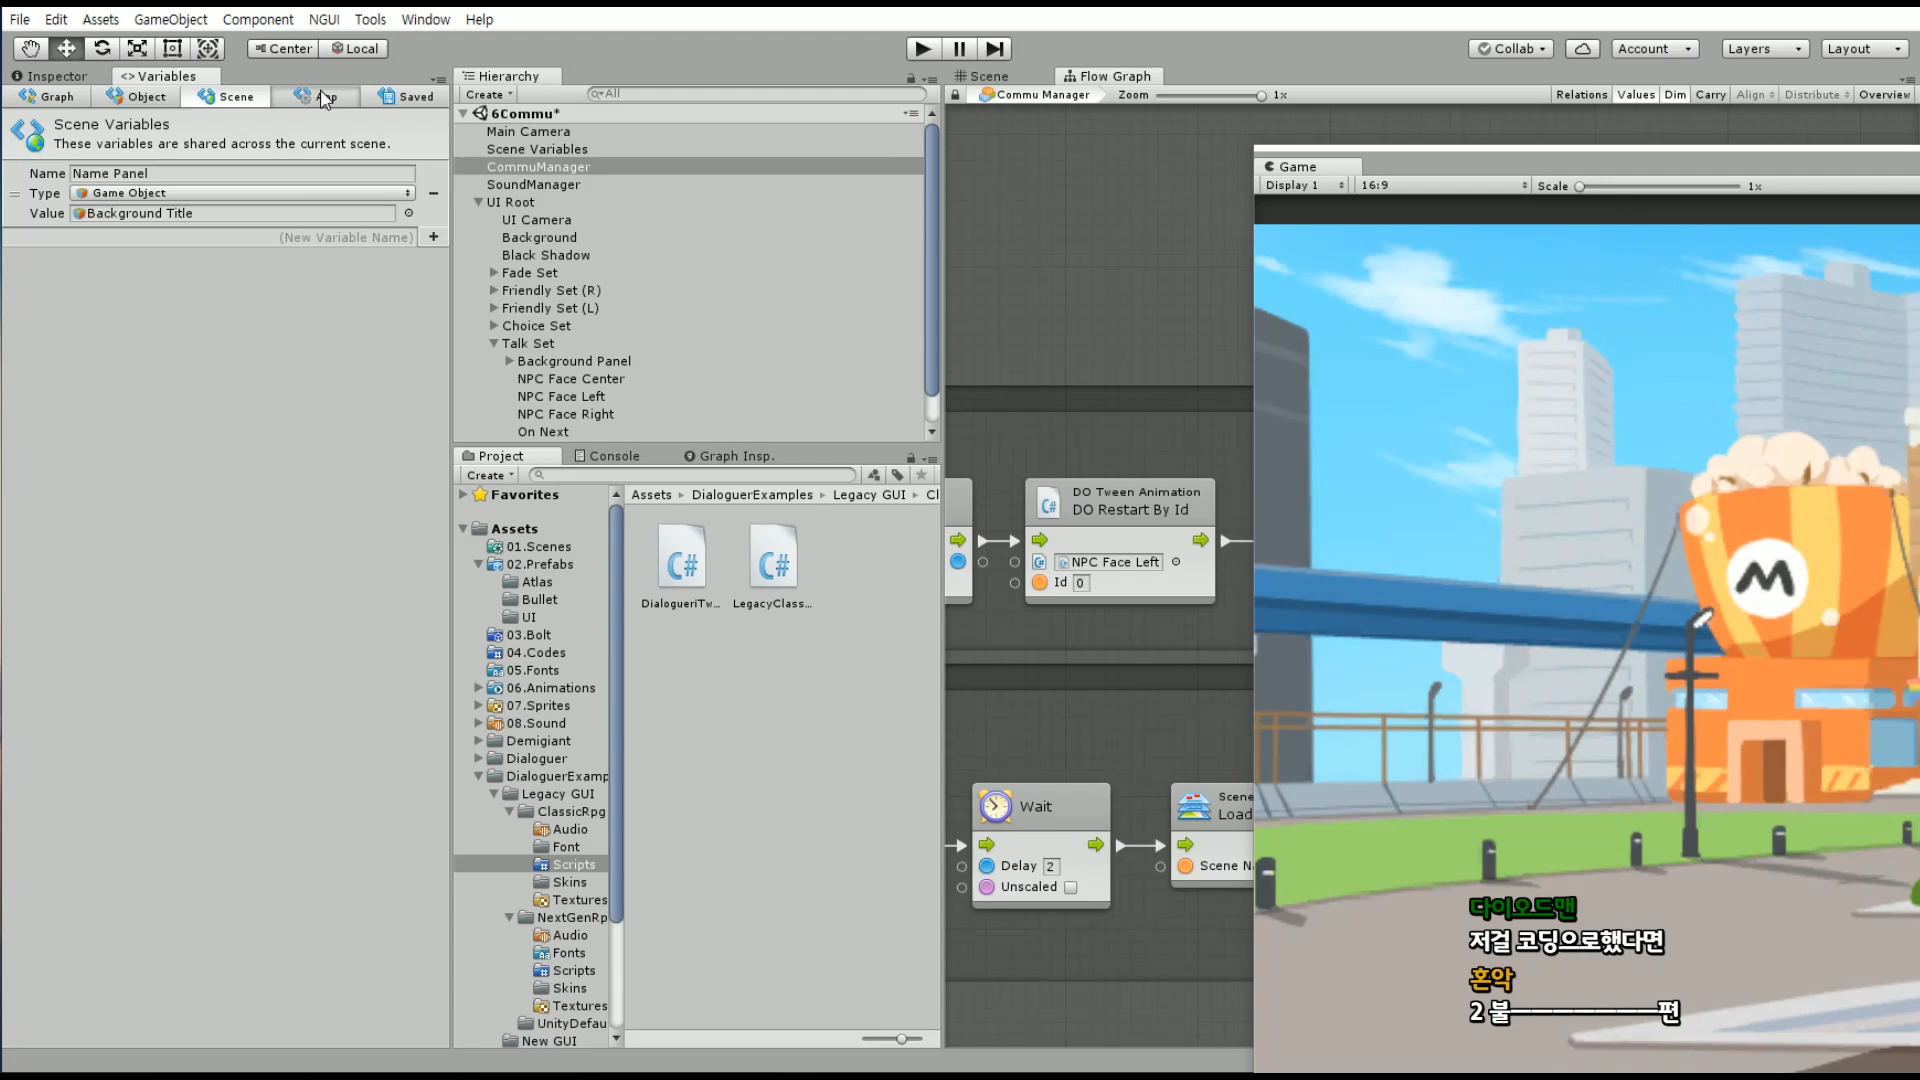 File Edit Assets GameObject Component NGUI Tools Window Help
Center Local
Collab Account Layers Layout
Inspector <> Variables
Graph Object Scene Saved
Scene Variables
These variables are shared across the current scene.
Name Name Panel
Type Game Object
Value Background Title
(New Variable Name)
Hierarchy
Create All
6Commu*
Main Camera
Scene Variables
CommuManager
SoundManager
UI Root
UI Camera
Background
Black Shadow
Fade Set
Friendly Set (R)
Friendly Set (L)
Choice Set
Talk Set
Background Panel
NPC Face Center
NPC Face Left
NPC Face Right
On Next
Project Console Graph Insp.
Create
Favorites
Assets
01.Scenes
02.Prefabs
Atlas
Bullet
UI
03.Bolt
04.Codes
05.Fonts
06.Animations
07.Sprites
08.Sound
Demigiant
Dialoguer
DialoguerExamp
Legacy GUI
ClassicRpg
Audio
Font
Scripts
Skins
Textures
NextGenRp
Audio
Fonts
Scripts
Skins
Textures
UnityDefau
New GUI
Assets DialoguerExamples Legacy GUI Cl
C# C#
DialogueriTw... LegacyClass...
Scene Flow Graph
Commu Manager Zoom 1x
Relations Values Dim Carry Align Distribute Overview
C# DO Tween Animation
DO Restart By Id
NPC Face Left
Id 0
Wait
Delay 2
Unscaled
Scene
Load
Scene N
Game
Display 1 16:9 Scale 1x
M
다이오드맨
저걸 코딩으로했다면
혼악
2 불────────편